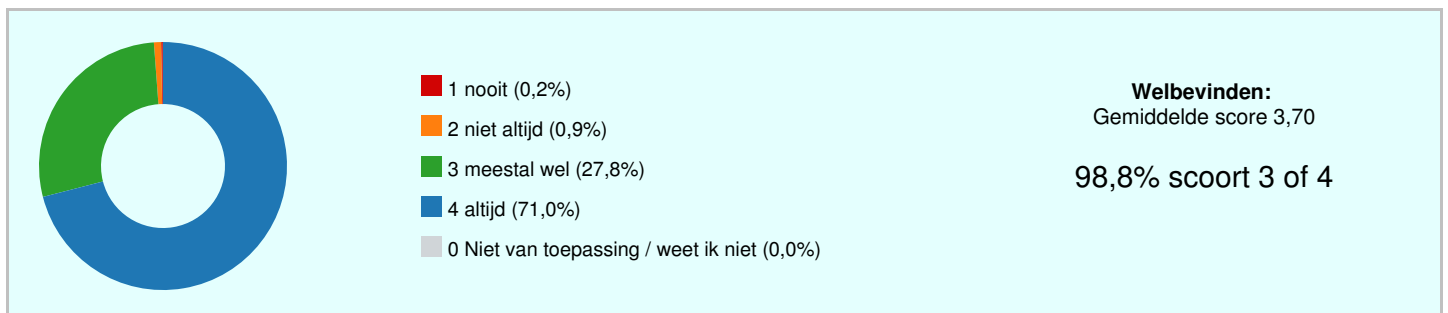 1 nooit (0,2%)
2 niet altijd (0,9%)
3 meestal wel (27,8%)
4 altijd (71,0%)
0 Niet van toepassing / weet ik niet (0,0%)
Welbevinden:
Gemiddelde score 3,70
98,8% scoort 3 of 4